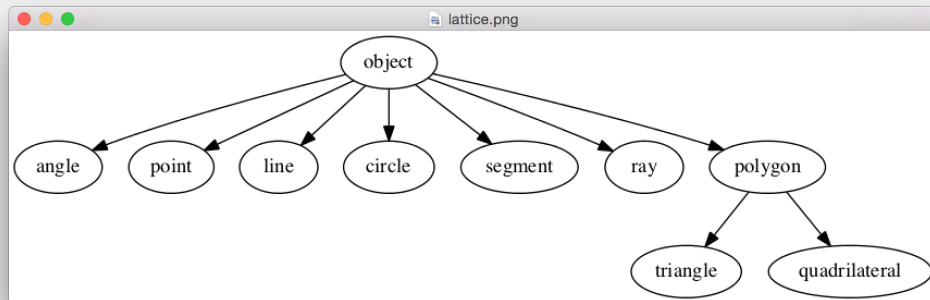 lattice.png
object
angle point line circle segment ray polygon
triangle quadrilateral